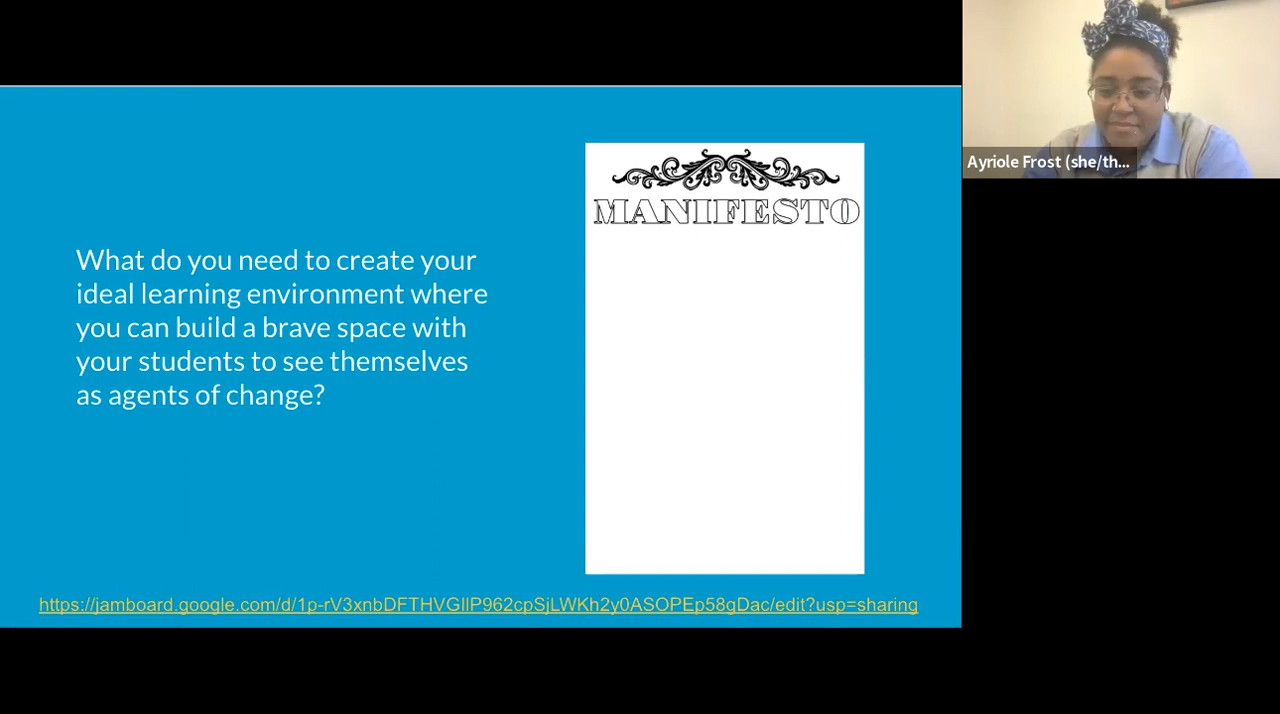 MANIFESTO
What do you need to create your
ideal learning environment where
you can build a brave space with
your students to see themselves
as agents of change?
https://jamboard.google.com/d/1p-rV3xnbDFTHVGIlP962cpSjLWKh2y0ASOPEp58gDac/edit?usp=sharing
Ayriole Frost (she/th...